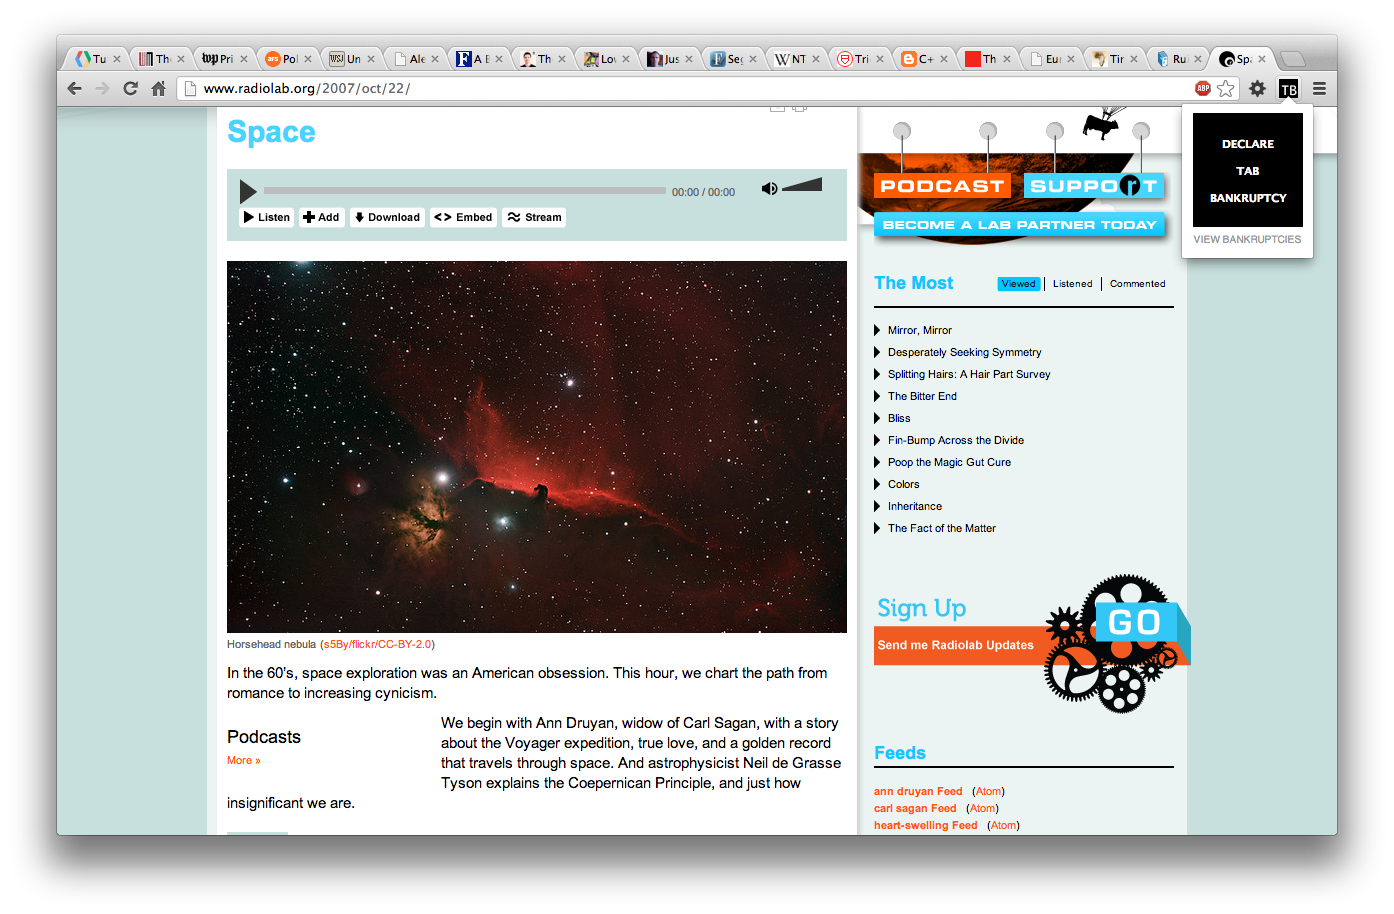 Tu
Th
wp Pri
ars Pol
WSJ Un
Ale
F A E
Th
Lov
Jus
Seg
W NT
Tri
C+
Th
Eur
Tir
Ru
Spa
www.radiolab.org/2007/oct/22/
ABP
TB
DECLARE
TAB
BANKRUPTCY
VIEW BANKRUPTCIES
Space
00:00 / 00:00
Listen
Add
Download
Embed
Stream
Horsehead nebula (s5By/flickr/CC-BY-2.0)
In the 60's, space exploration was an American obsession. This hour, we chart the path from
romance to increasing cynicism.
Podcasts
More »
We begin with Ann Druyan, widow of Carl Sagan, with a story
about the Voyager expedition, true love, and a golden record
that travels through space. And astrophysicist Neil de Grasse
Tyson explains the Coepernican Principle, and just how
insignificant we are.
PODCAST
SUPPORT
BECOME A LAB PARTNER TODAY
The Most
Viewed | Listened | Commented
Mirror, Mirror
Desperately Seeking Symmetry
Splitting Hairs: A Hair Part Survey
The Bitter End
Bliss
Fin-Bump Across the Divide
Poop the Magic Gut Cure
Colors
Inheritance
The Fact of the Matter
Sign Up
GO
Send me Radiolab Updates
Feeds
ann druyan Feed (Atom)
carl sagan Feed (Atom)
heart-swelling Feed (Atom)